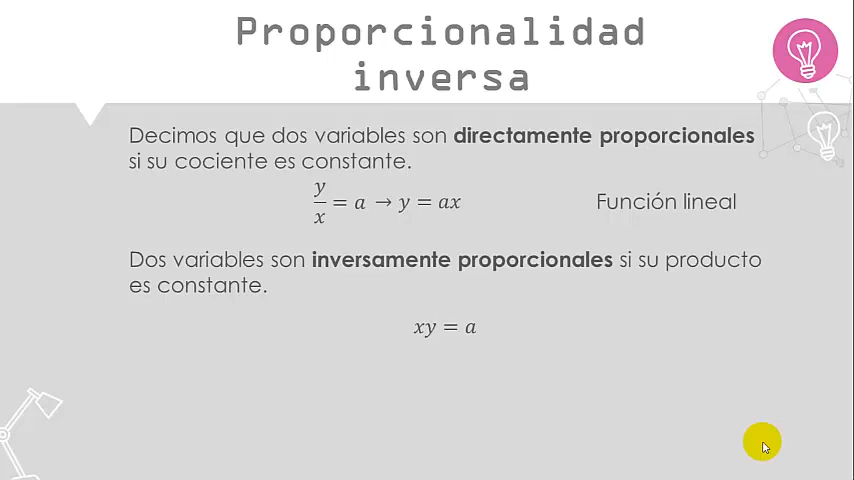 Proporcionalidad
inversa
Decimos que dos variables son directamente proporcionales
si su cociente es constante.
y/x = a → y = ax Función lineal
Dos variables son inversamente proporcionales si su producto
es constante.
xy = a